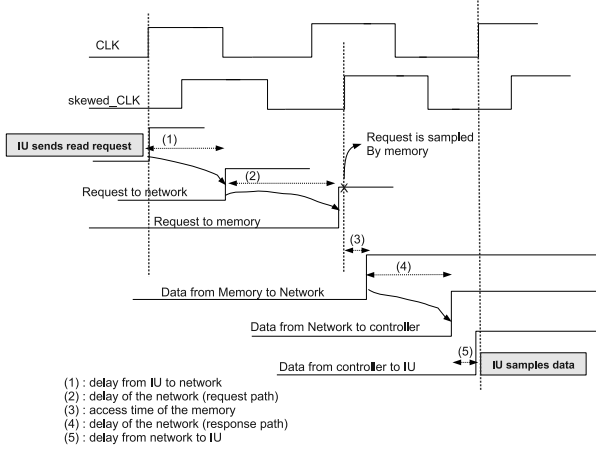 CLK
skewed_CLK
IU sends read request
(1)
Request is sampled
By memory
(2)
Request to network
Request to memory
(3)
(4)
Data from Memory to Network
Data from Network to controller
(5)
Data from controller to IU
IU samples data
(1) : delay from IU to network
(2) : delay of the network (request path)
(3) : access time of the memory
(4) : delay of the network (response path)
(5) : delay from network to IU